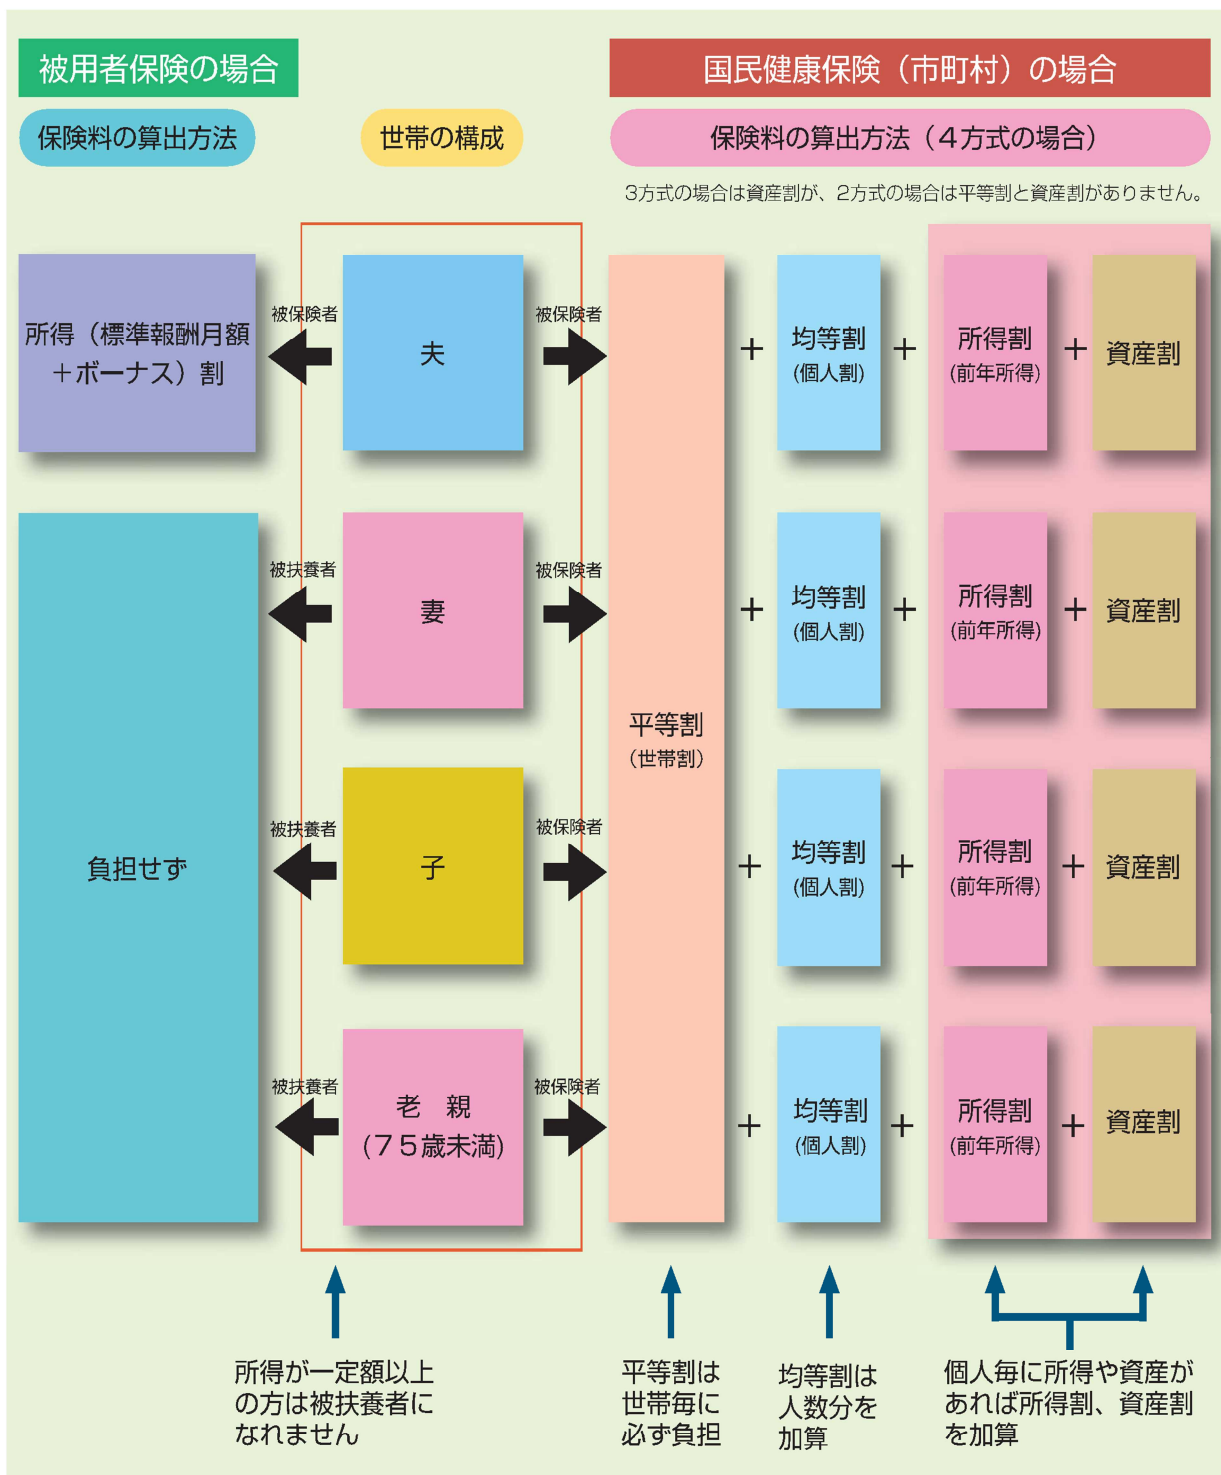 被用者保険の場合
国民健康保険（市町村）の場合
保険料の算出方法
世帯の構成
保険料の算出方法（４方式の場合）
3方式の場合は資産割が、2方式の場合は平等割と資産割がありません。
所得（標準報酬月額
＋ボーナス）割
被保険者
夫
被保険者
＋
均等割
(個人割)
＋
所得割
(前年所得)
＋
資産割
被扶養者
妻
被保険者
＋
均等割
(個人割)
＋
所得割
(前年所得)
＋
資産割
平等割
（世帯割）
負担せず
被扶養者
子
被保険者
＋
均等割
(個人割)
＋
所得割
(前年所得)
＋
資産割
被扶養者
老　親
(７５歳未満)
被保険者
＋
均等割
(個人割)
＋
所得割
(前年所得)
＋
資産割
所得が一定額以上
の方は被扶養者に
なれません
平等割は
世帯毎に
必ず負担
均等割は
人数分を
加算
個人毎に所得や資産が
あれば所得割、資産割
を加算